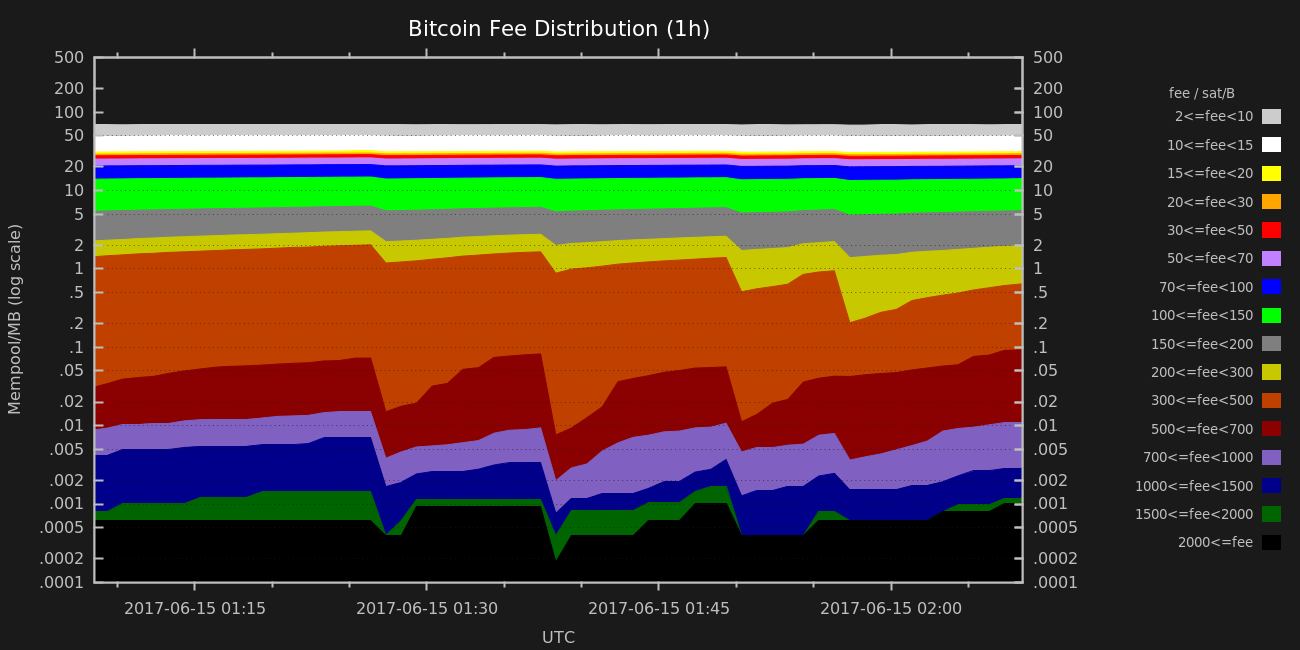 Bitcoin Fee Distribution (1h)
500
200
100
50
20
10
5
2
1
.5
.2
.1
.05
.02
.01
.005
.002
.001
.0005
.0002
.0001
Mempool/MB (log scale)
500
200
100
50
20
10
5
2
1
.5
.2
.1
.05
.02
.01
.005
.002
.001
.0005
.0002
.0001
2017-06-15 01:15
2017-06-15 01:30
2017-06-15 01:45
2017-06-15 02:00
UTC
fee / sat/B
2<=fee<10
10<=fee<15
15<=fee<20
20<=fee<30
30<=fee<50
50<=fee<70
70<=fee<100
100<=fee<150
150<=fee<200
200<=fee<300
300<=fee<500
500<=fee<700
700<=fee<1000
1000<=fee<1500
1500<=fee<2000
2000<=fee